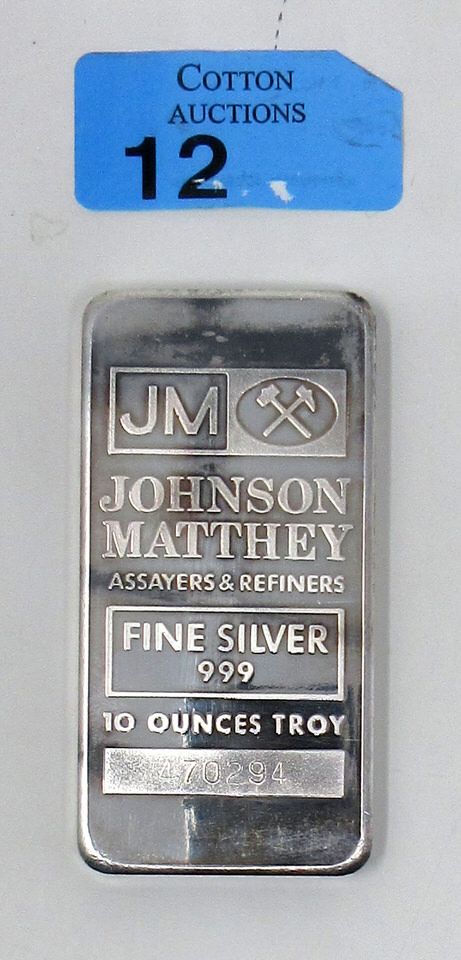 COTTON
AUCTIONS
12
JM
JOHNSON
MATTHEY
ASSAYERS & REFINERS
FINE SILVER
999
10 OUNCES TROY
470294